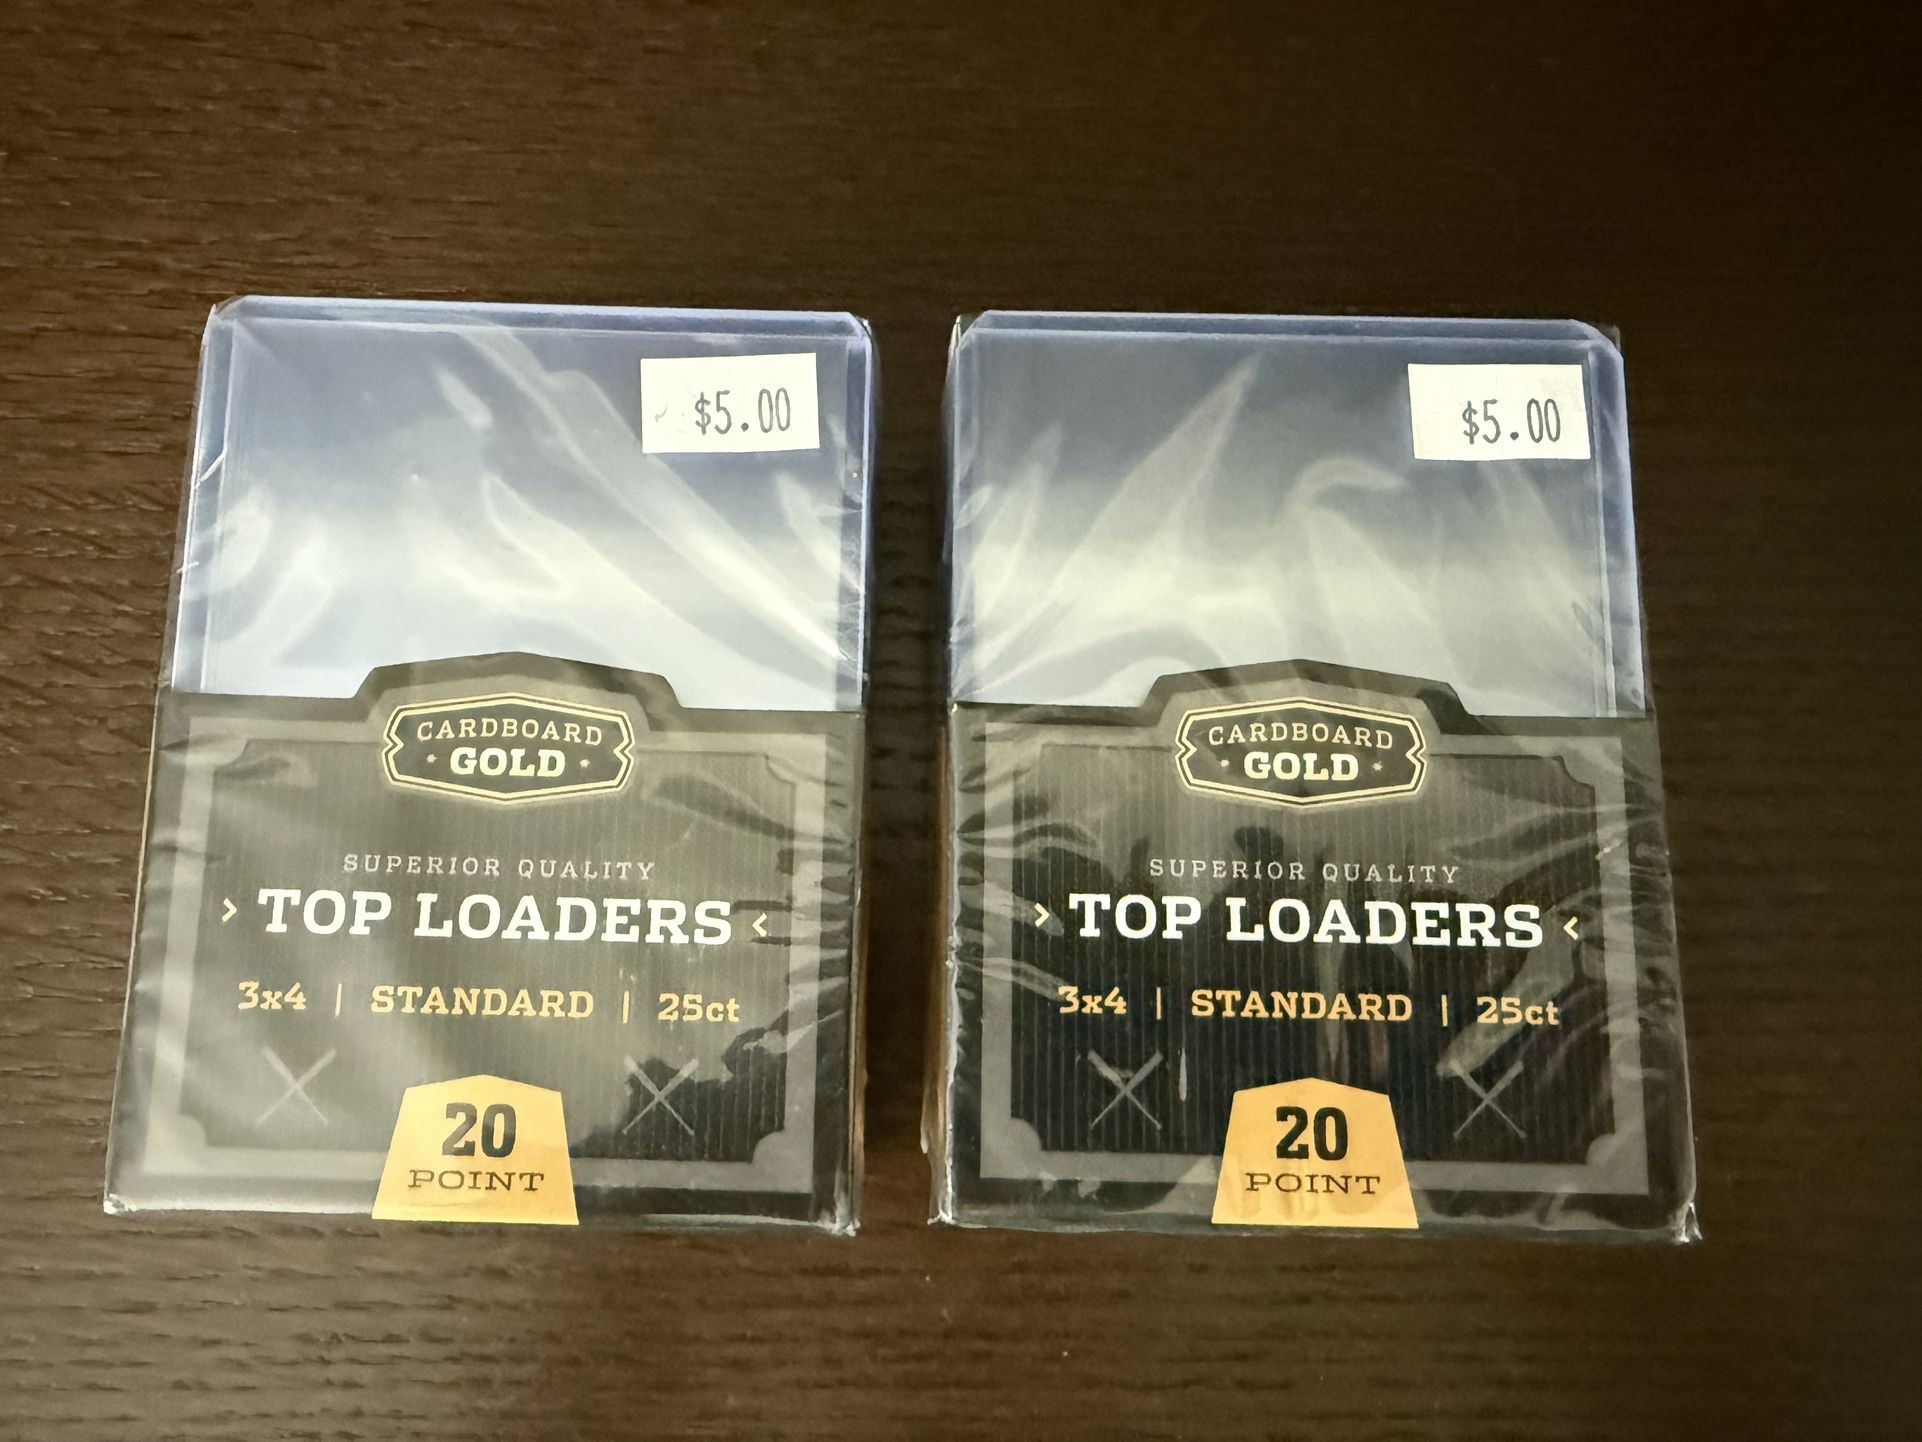 $5.00
CARDBOARD
GOLD
SUPERIOR QUALITY
> TOP LOADERS <
3x4 | STANDARD | 25ct
20
POINT
$5.00
CARDBOARD
GOLD
SUPERIOR QUALITY
> TOP LOADERS <
3x4 | STANDARD | 25ct
20
POINT